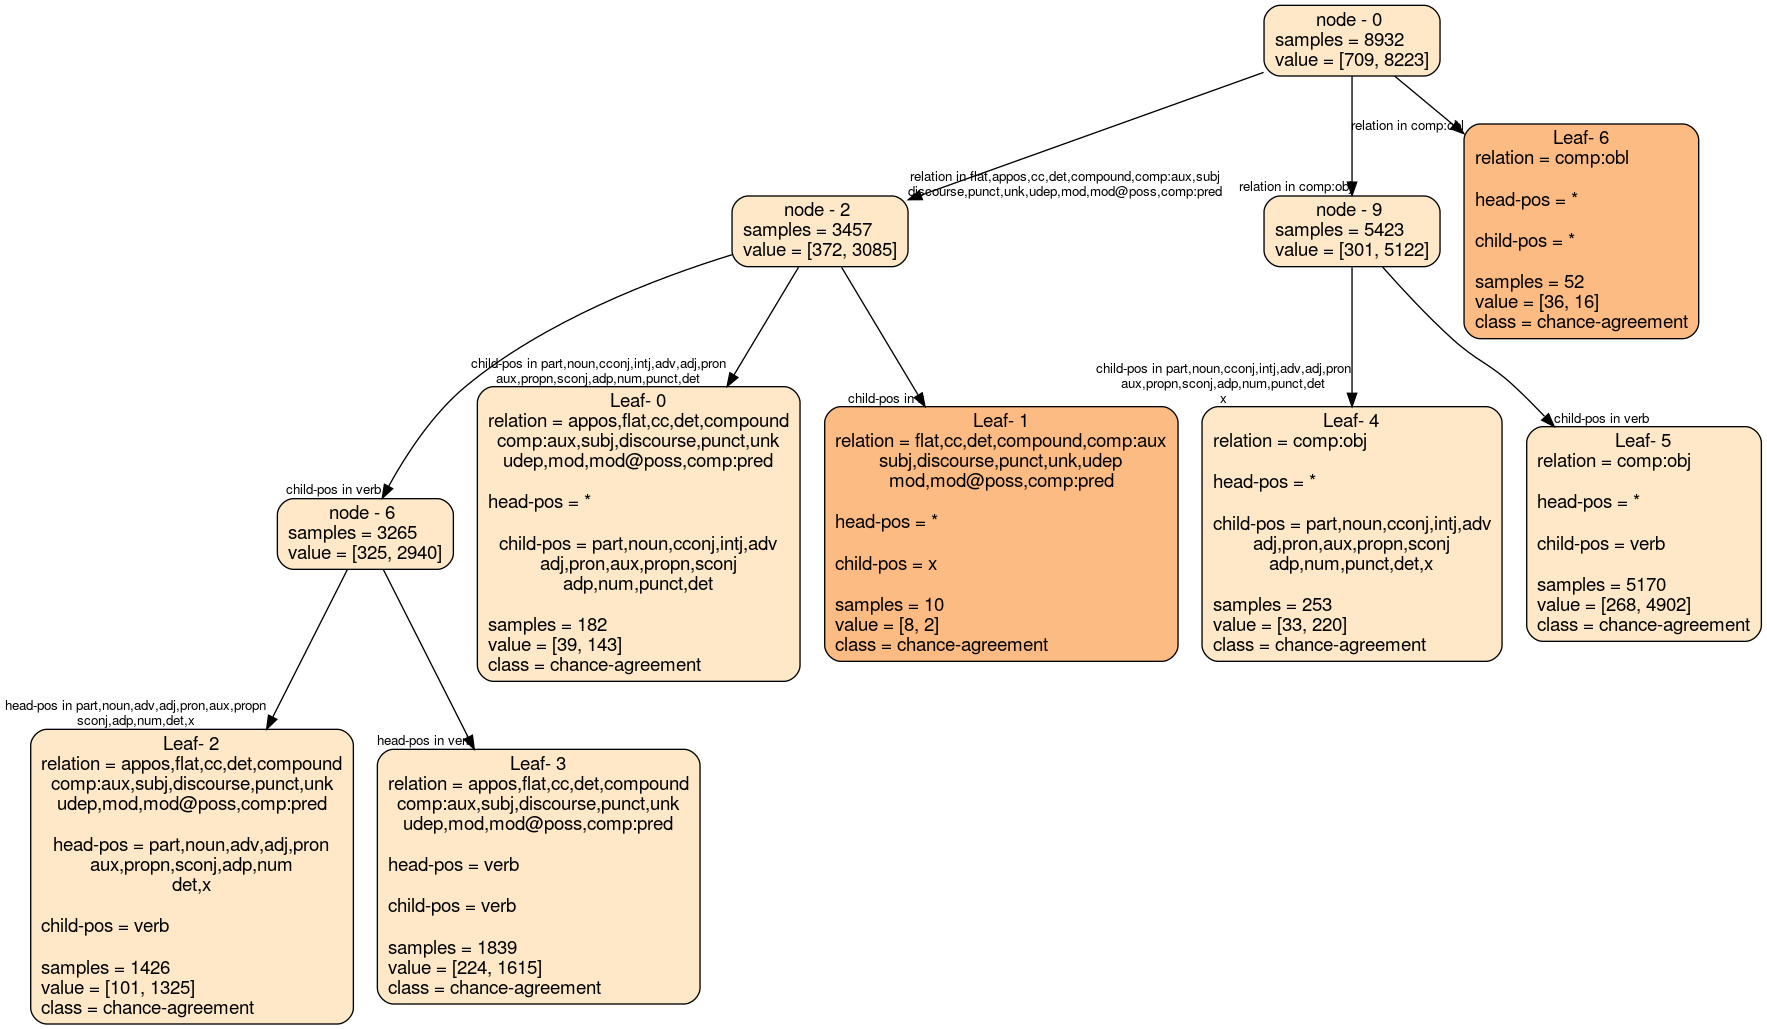 node - 0
samples = 8932
value = [709, 8223]
relation in comp:obl
Leaf- 6
relation = comp:obl
head-pos = *
child-pos = *
samples = 52
value = [36, 16]
class = chance-agreement
relation in flat,appos,cc,det,compound,comp:aux,subj
discourse,punct,unk,udep,mod,mod@poss,comp:pred
relation in comp:obj
node - 2
samples = 3457
value = [372, 3085]
node - 9
samples = 5423
value = [301, 5122]
child-pos in part,noun,cconj,intj,adv,adj,pron
aux,propn,sconj,adp,num,punct,det
child-pos in
child-pos in part,noun,cconj,intj,adv,adj,pron
aux,propn,sconj,adp,num,punct,det
x
child-pos in verb
Leaf- 0
relation = appos,flat,cc,det,compound
comp:aux,subj,discourse,punct,unk
udep,mod,mod@poss,comp:pred
head-pos = *
child-pos = part,noun,cconj,intj,adv
adj,pron,aux,propn,sconj
adp,num,punct,det
samples = 182
value = [39, 143]
class = chance-agreement
Leaf- 1
relation = flat,cc,det,compound,comp:aux
subj,discourse,punct,unk,udep
mod,mod@poss,comp:pred
head-pos = *
child-pos = x
samples = 10
value = [8, 2]
class = chance-agreement
Leaf- 4
relation = comp:obj
head-pos = *
child-pos = part,noun,cconj,intj,adv
adj,pron,aux,propn,sconj
adp,num,punct,det,x
samples = 253
value = [33, 220]
class = chance-agreement
Leaf- 5
relation = comp:obj
head-pos = *
child-pos = verb
samples = 5170
value = [268, 4902]
class = chance-agreement
child-pos in verb
node - 6
samples = 3265
value = [325, 2940]
head-pos in part,noun,adv,adj,pron,aux,propn
sconj,adp,num,det,x
head-pos in verb
Leaf- 2
relation = appos,flat,cc,det,compound
comp:aux,subj,discourse,punct,unk
udep,mod,mod@poss,comp:pred
head-pos = part,noun,adv,adj,pron
aux,propn,sconj,adp,num
det,x
child-pos = verb
samples = 1426
value = [101, 1325]
class = chance-agreement
Leaf- 3
relation = appos,flat,cc,det,compound
comp:aux,subj,discourse,punct,unk
udep,mod,mod@poss,comp:pred
head-pos = verb
child-pos = verb
samples = 1839
value = [224, 1615]
class = chance-agreement